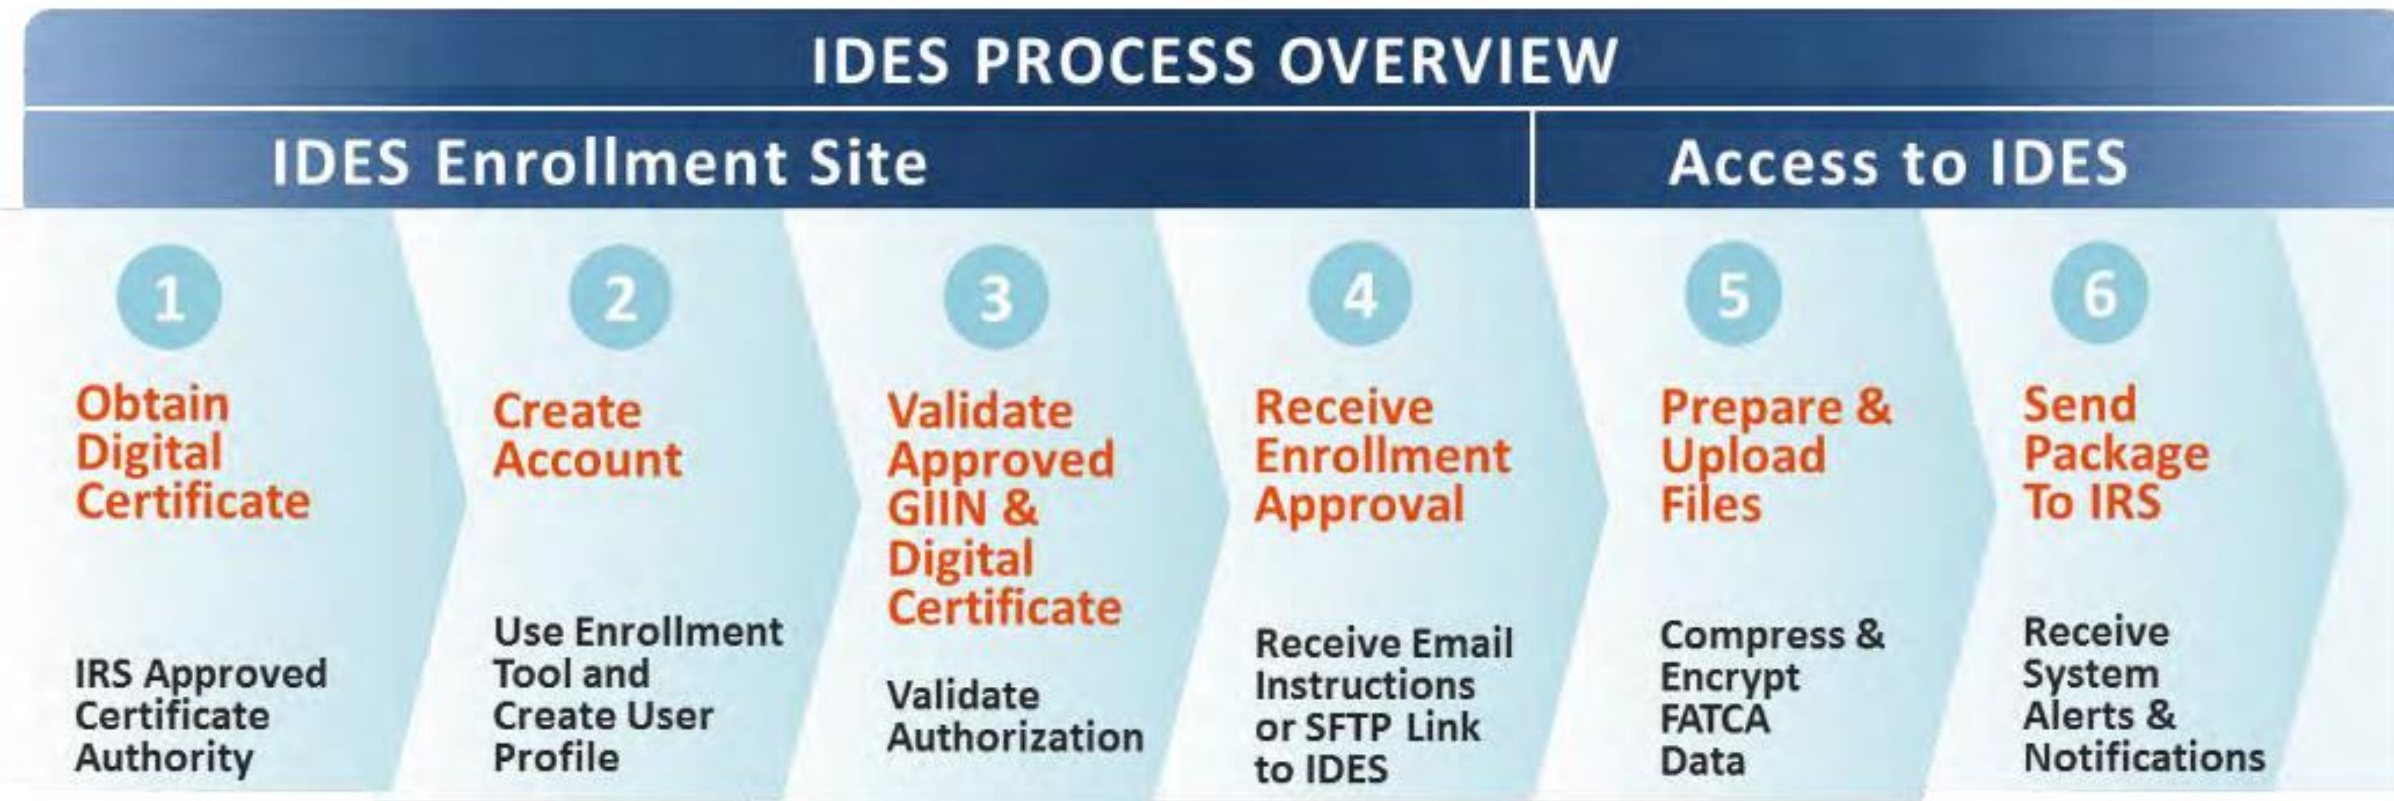 IDES PROCESS OVERVIEW
IDES Enrollment Site
Access to IDES
1
Obtain
Digital
Certificate
IRS Approved
Certificate
Authority
2
Create
Account
Use Enrollment
Tool and
Create User
Profile
3
Validate
Approved
GIIN &
Digital
Certificate
Validate
Authorization
4
Receive
Enrollment
Approval
Receive Email
Instructions
or SFTP Link
to IDES
5
Prepare &
Upload
Files
Compress &
Encrypt
FATCA
Data
6
Send
Package
To IRS
Receive
System
Alerts &
Notifications